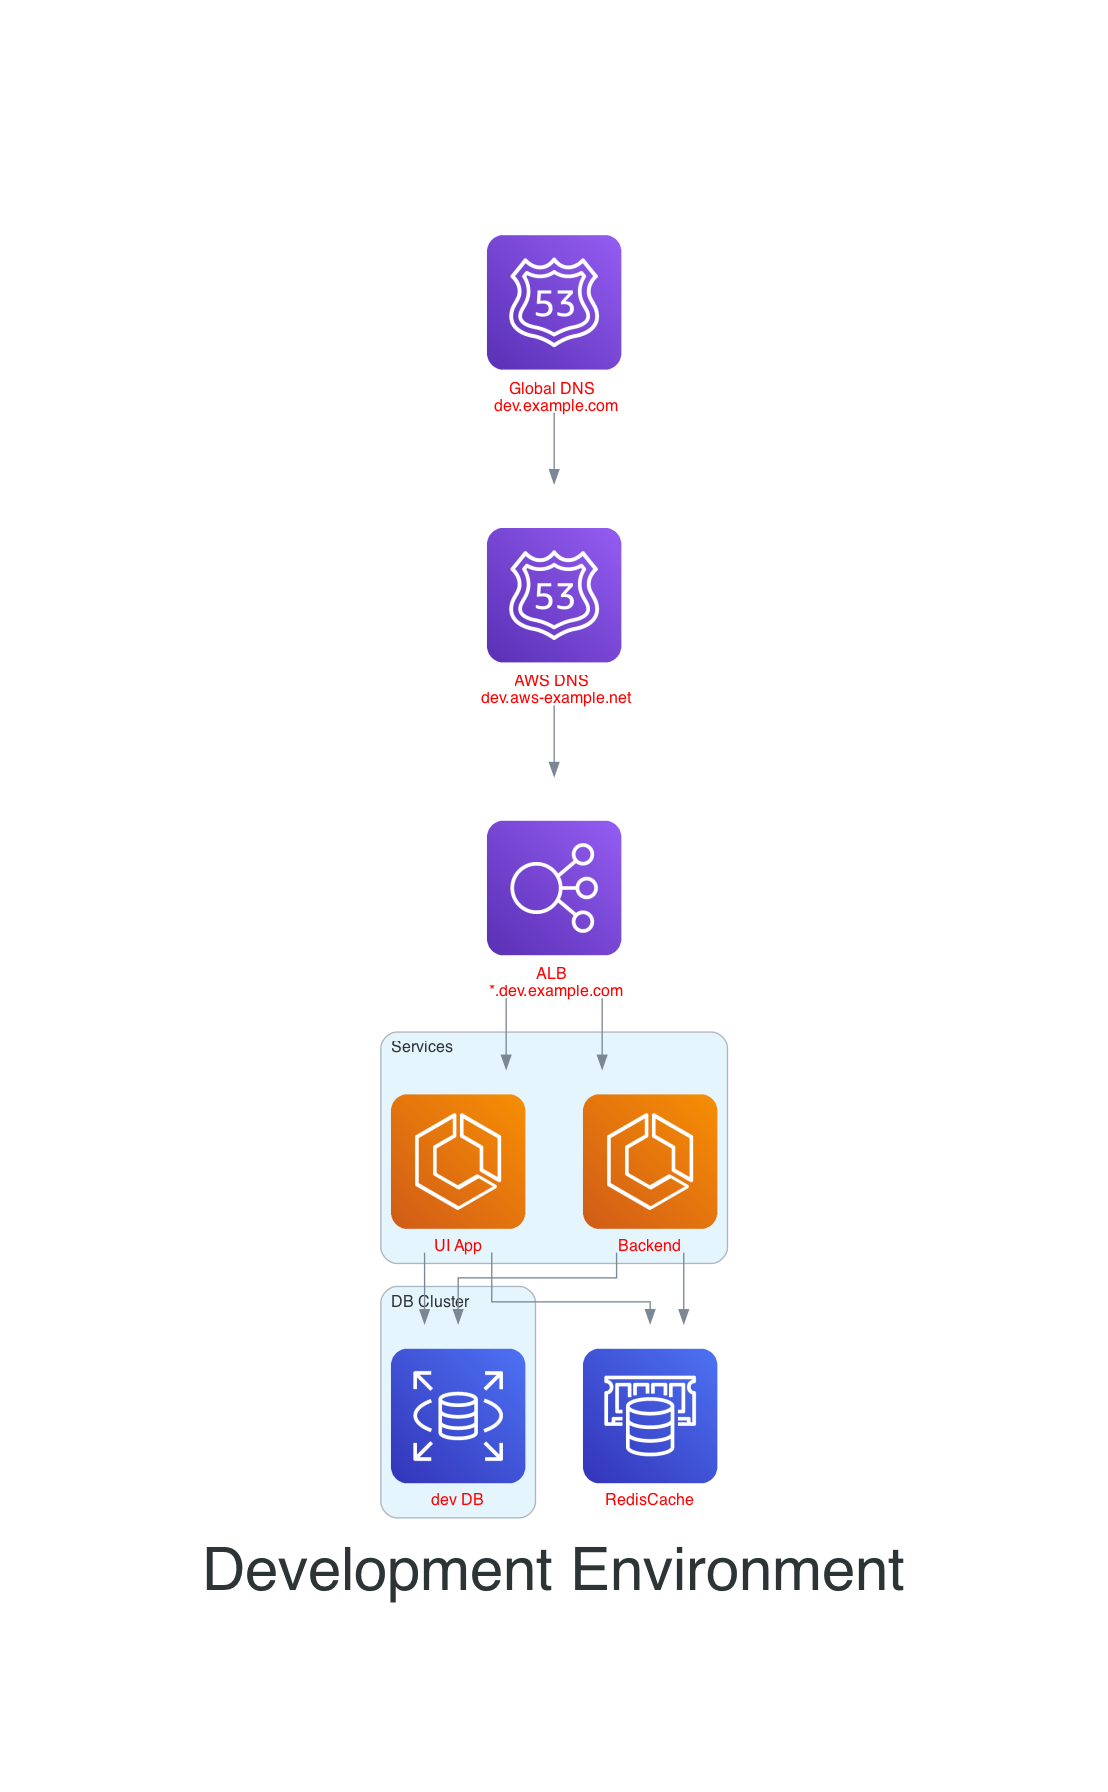 53
Global DNS
dev.example.com
53
AWS DNS
dev.aws-example.net
ALB
*.dev.example.com
Services
UI App
Backend
DB Cluster
dev DB
RedisCache
Development Environment